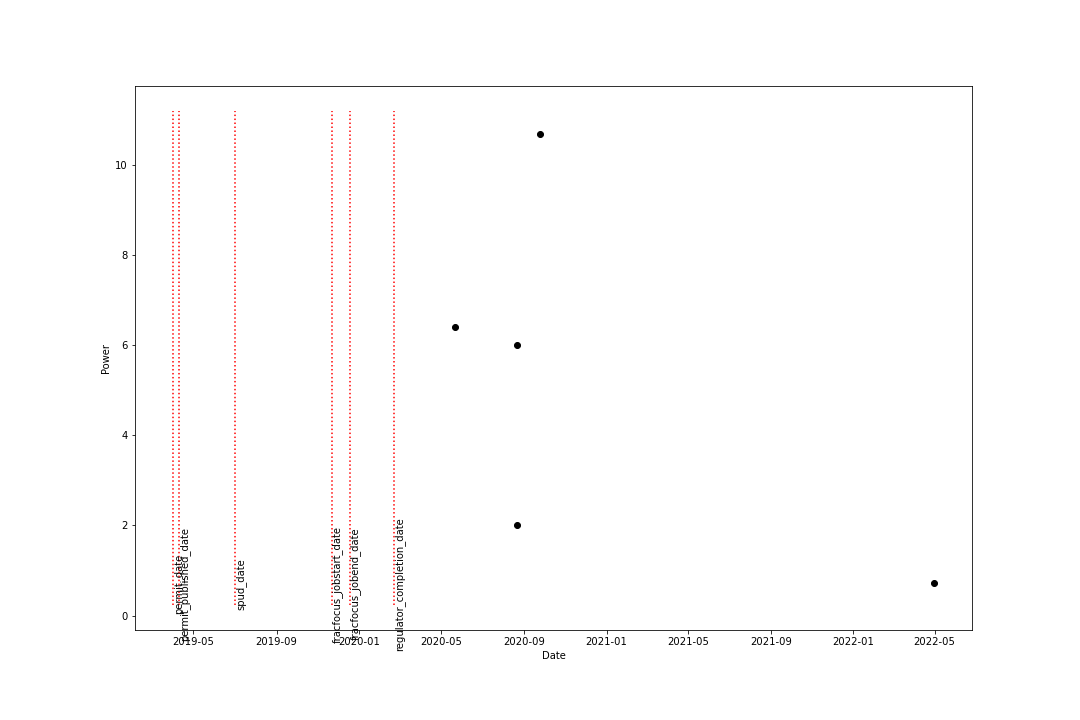 10
8
6
4
2
0
Power
permit_date
permit_published_date
spud_date
fracfocus_jobstart_date
fracfocus_jobend_date
regulator_completion_date
2019-05
2019-09
2020-01
2020-05
2020-09
2021-01
2021-05
2021-09
2022-01
2022-05
Date